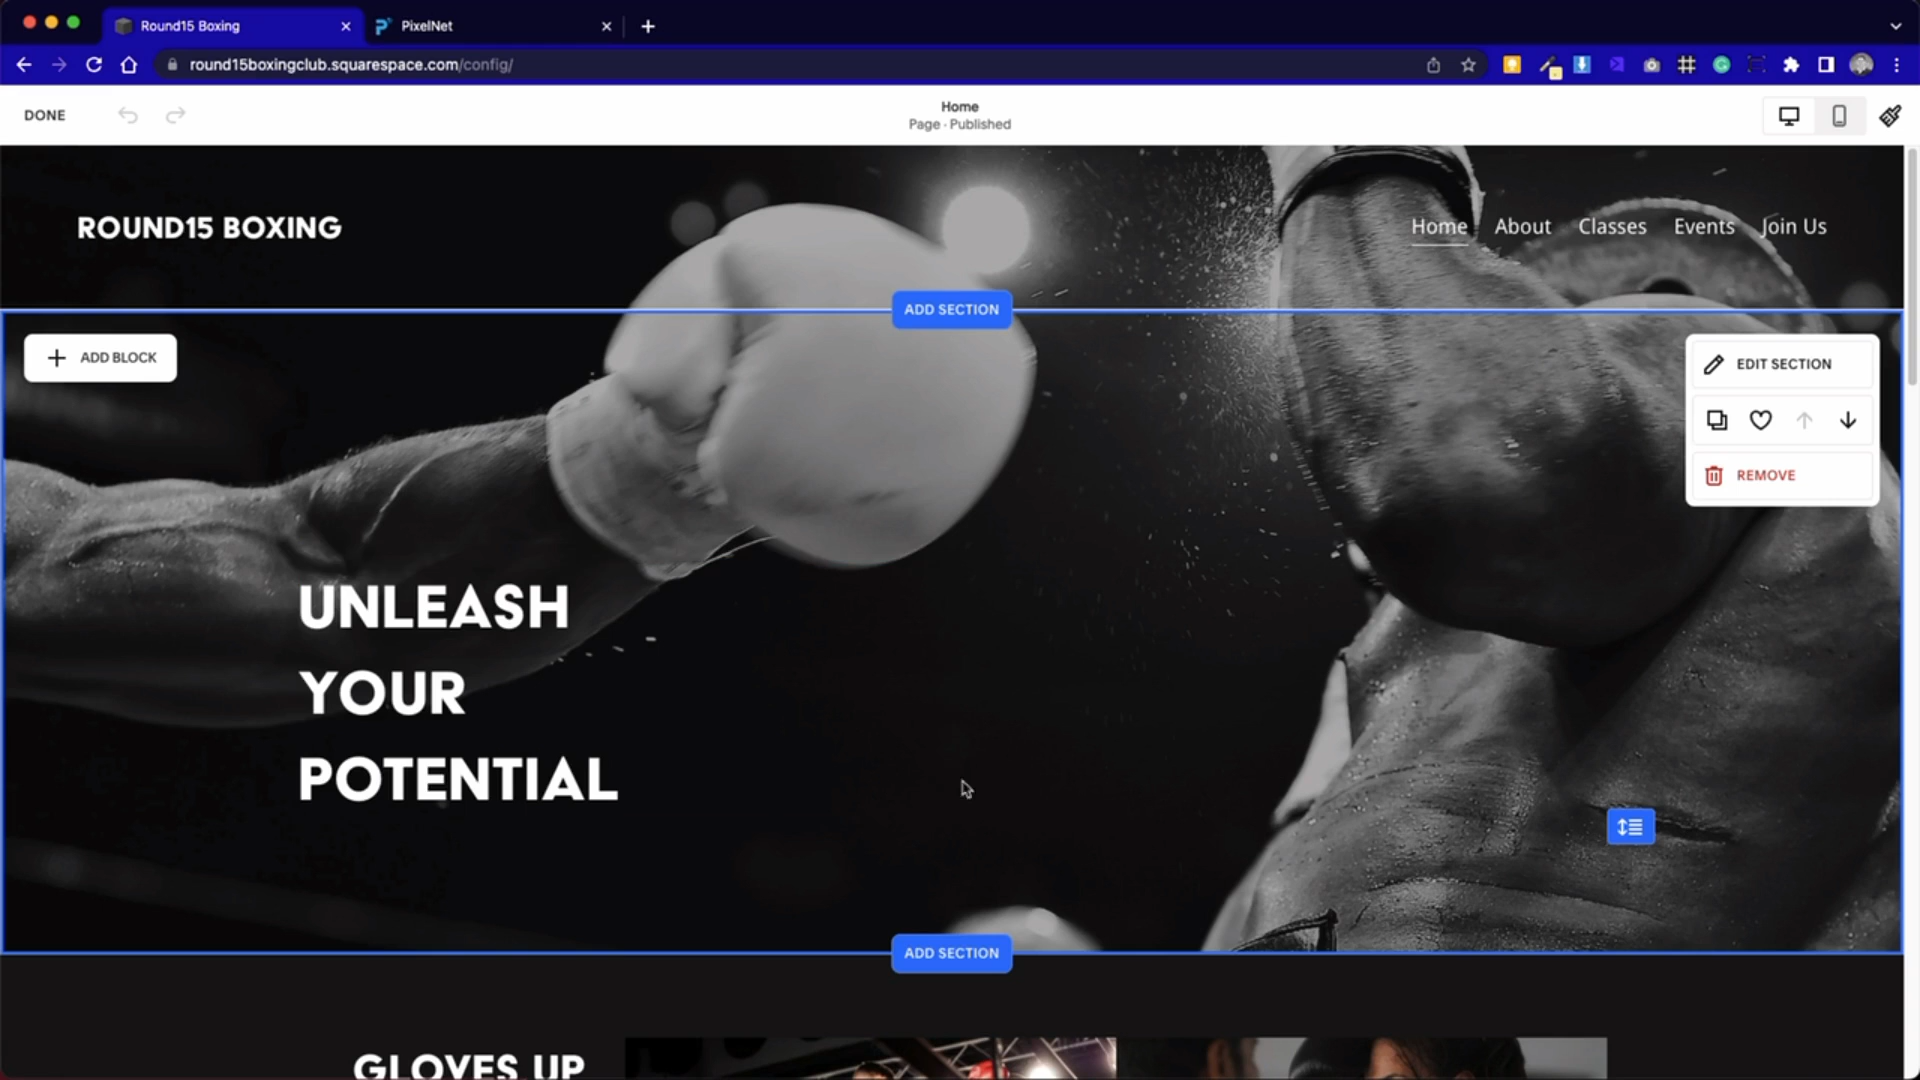 Round15 Boxing
PixelNet
round15boxingclub.squarespace.com/config/
DONE
Home
Page · Published
ROUND15 BOXING
Home About Classes Events Join Us
ADD SECTION
ADD BLOCK
EDIT SECTION
REMOVE
UNLEASH
YOUR
POTENTIAL
ADD SECTION
GLOVES UP